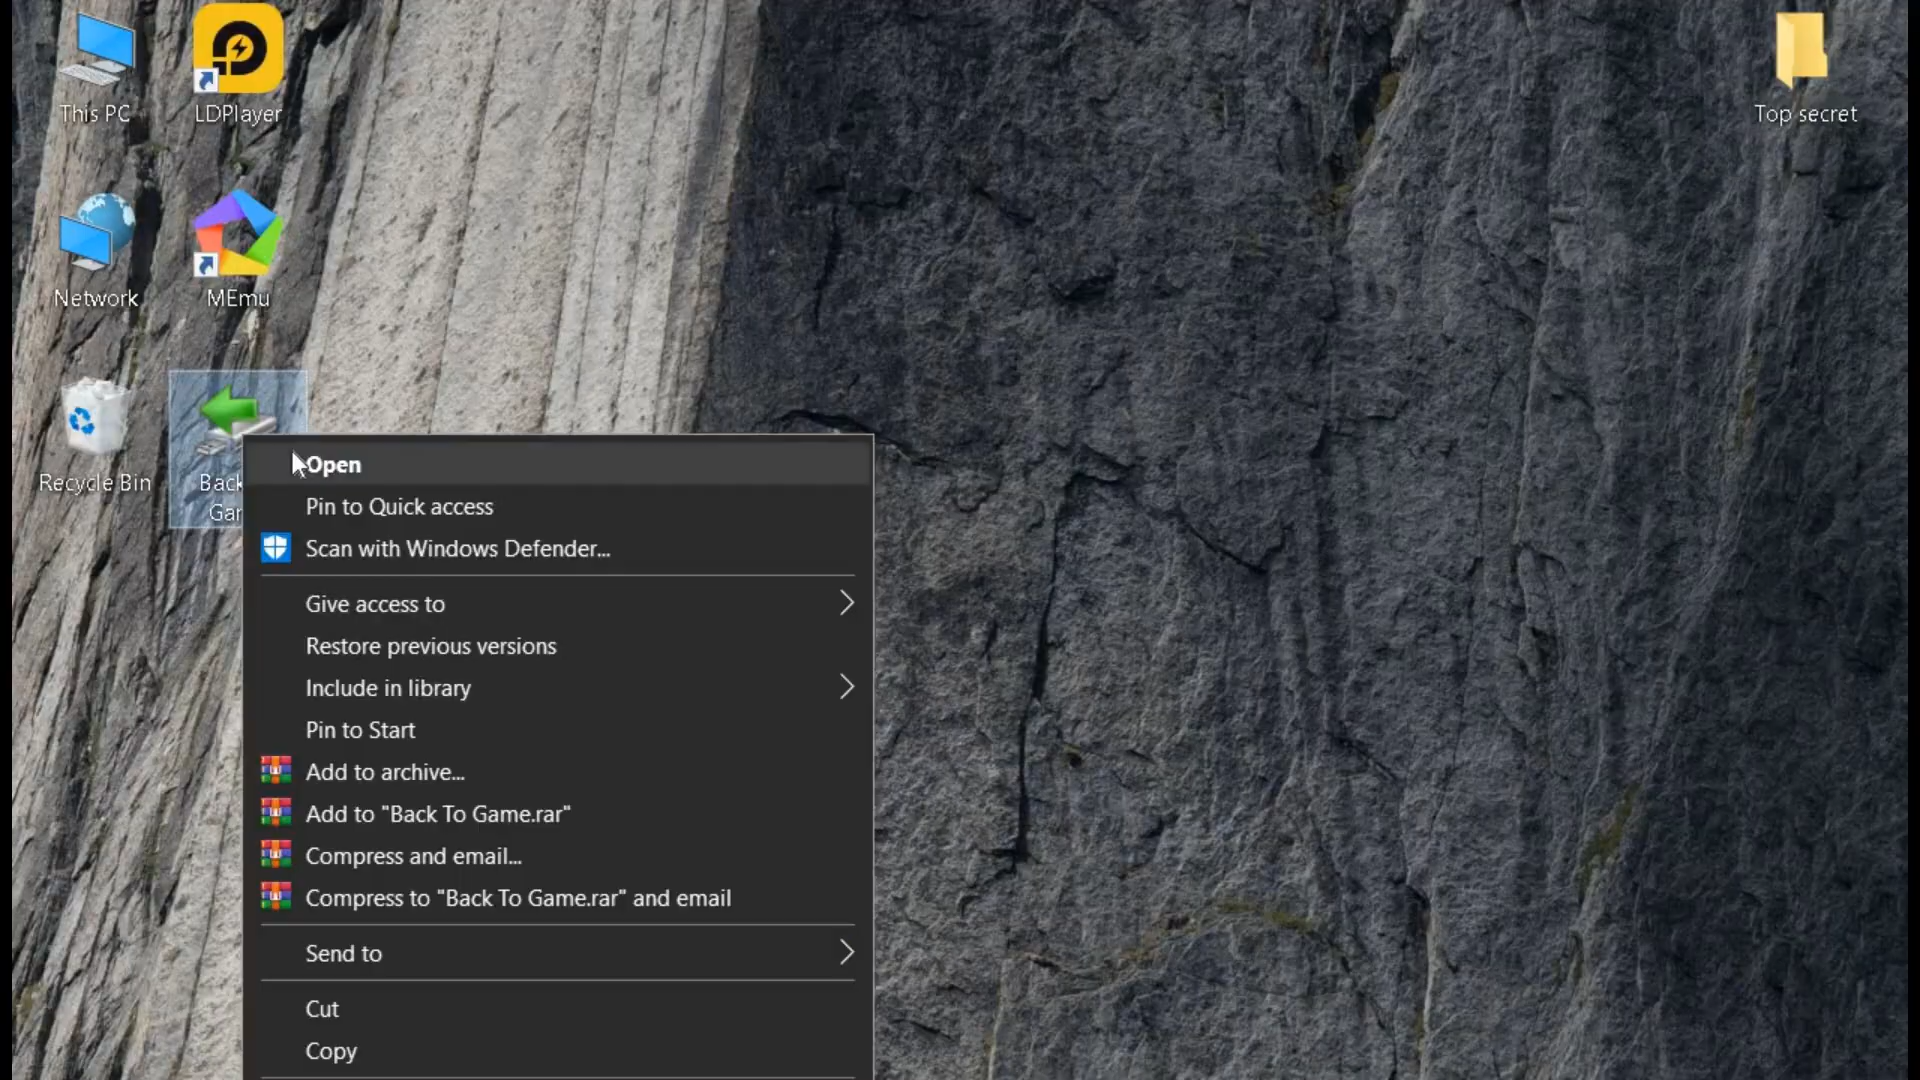 This PC
LDPlayer
Top secret
Network
MEmu
Recycle Bin
Back
Gar
Open
Pin to Quick access
Scan with Windows Defender...
Give access to
Restore previous versions
Include in library
Pin to Start
Add to archive...
Add to "Back To Game.rar"
Compress and email...
Compress to "Back To Game.rar" and email
Send to
Cut
Copy